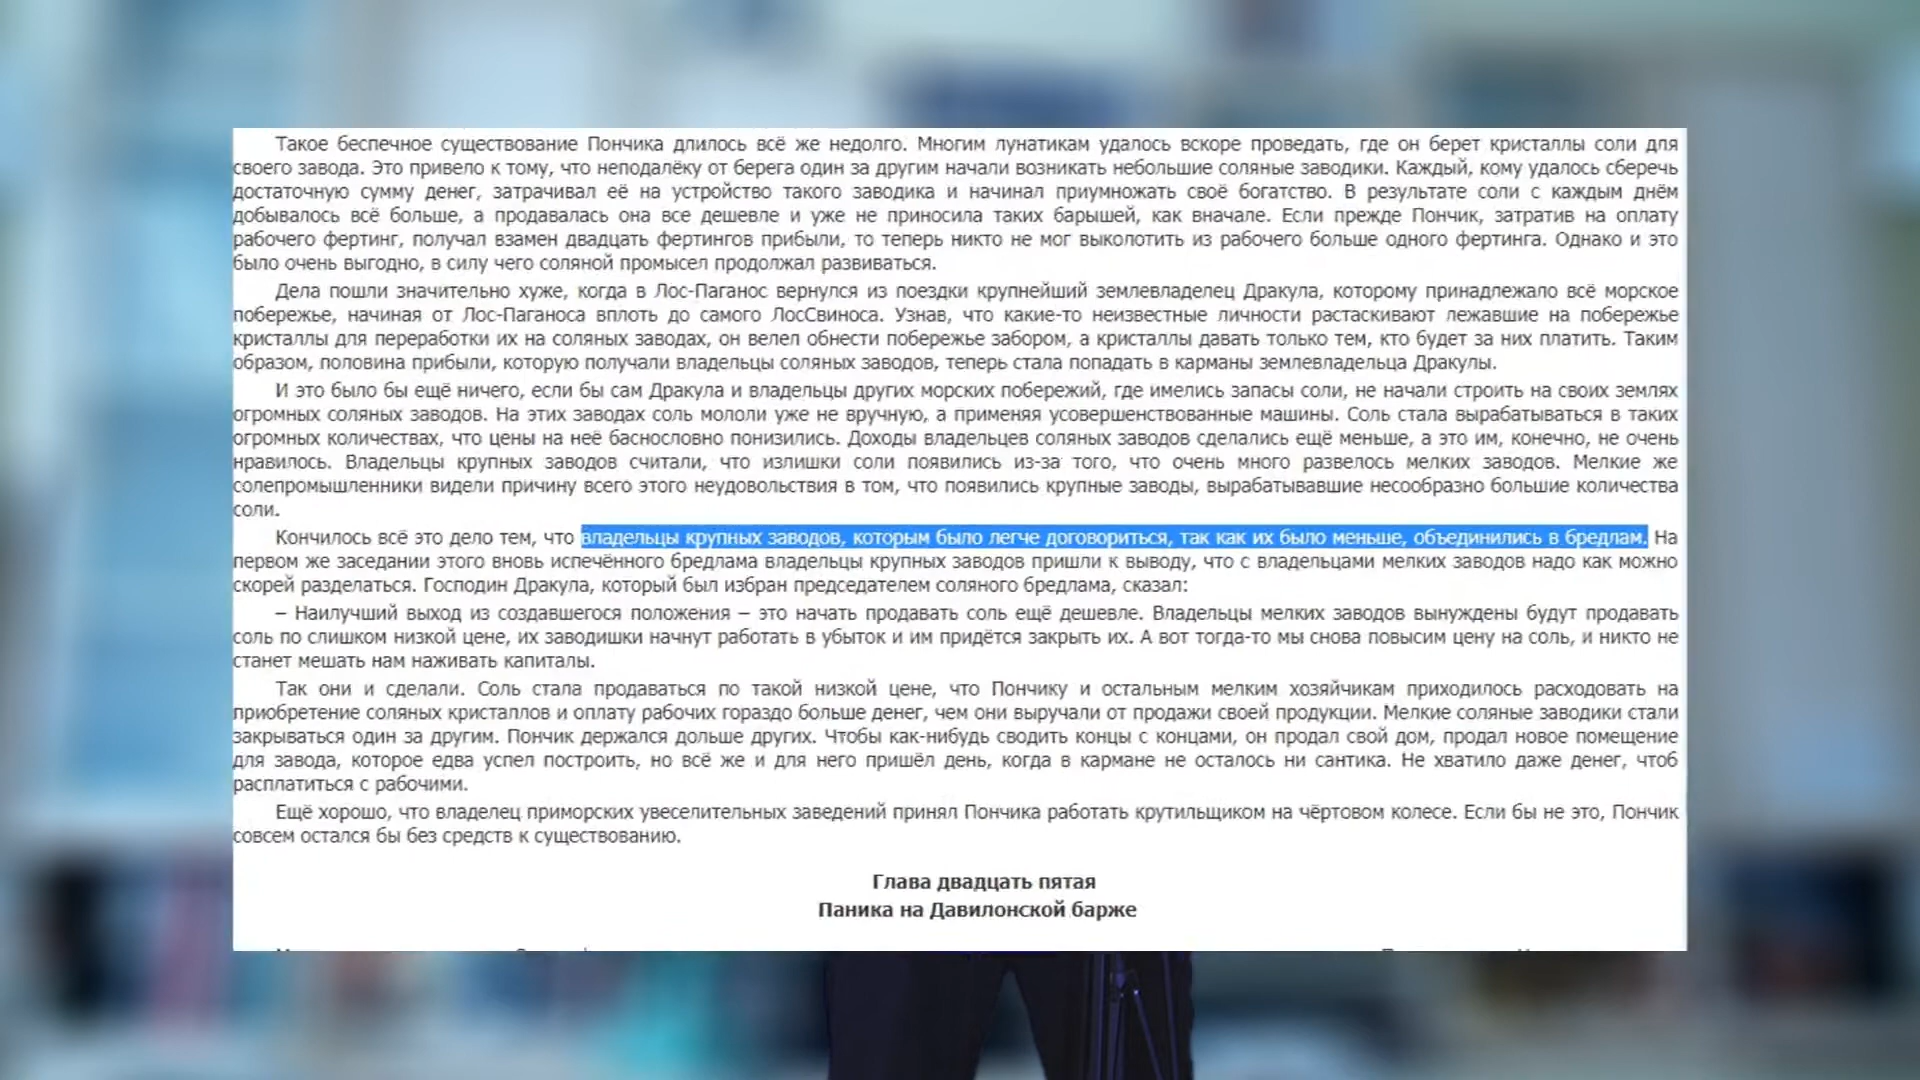 Такое беспечное существование Пончика длилось всё же недолго. Многим лунатикам удалось вскоре проведать, где он берет кристаллы соли для
своего завода. Это привело к тому, что неподалёку от берега один за другим начали возникать небольшие соляные заводики. Каждый, кому удалось сберечь
достаточную сумму денег, затрачивал её на устройство такого заводика и начинал приумножать своё богатство. В результате соли с каждым днём
добывалось всё больше, а продавалась она все дешевле и уже не приносила таких барышей, как вначале. Если прежде Пончик, затратив на оплату
рабочего фертинг, получал взамен двадцать фертингов прибыли, то теперь никто не мог выколотить из рабочего больше одного фертинга. Однако и это
было очень выгодно, в силу чего соляной промысел продолжал развиваться.
Дела пошли значительно хуже, когда в Лос-Паганос вернулся из поездки крупнейший землевладелец Дракула, которому принадлежало всё морское
побережье, начиная от Лос-Паганоса вплоть до самого ЛосСвиноса. Узнав, что какие-то неизвестные личности растаскивают лежавшие на побережье
кристаллы для переработки их на соляных заводах, он велел обнести побережье забором, а кристаллы давать только тем, кто будет за них платить. Таким
образом, половина прибыли, которую получали владельцы соляных заводов, теперь стала попадать в карманы землевладельца Дракулы.
И это было бы ещё ничего, если бы сам Дракула и владельцы других морских побережий, где имелись запасы соли, не начали строить на своих землях
огромных соляных заводов. На этих заводах соль мололи уже не вручную, а применяя усовершенствованные машины. Соль стала вырабатываться в таких
огромных количествах, что цены на неё баснословно понизились. Доходы владельцев соляных заводов сделались ещё меньше, а это им, конечно, не очень
нравилось. Владельцы крупных заводов считали, что излишки соли появились из-за того, что очень много развелось мелких заводов. Мелкие же
солепромышленники видели причину всего этого неудовольствия в том, что появились крупные заводы, вырабатывавшие несообразно большие количества
соли.
Кончилось всё это дело тем, что владельцы крупных заводов, которым было легче договориться, так как их было меньше, объединились в бредлам. На
первом же заседании этого вновь испечённого бредлама владельцы крупных заводов пришли к выводу, что с владельцами мелких заводов надо как можно
скорей разделаться. Господин Дракула, который был избран председателем соляного бредлама, сказал:
– Наилучший выход из создавшегося положения – это начать продавать соль ещё дешевле. Владельцы мелких заводов вынуждены будут продавать
соль по слишком низкой цене, их заводишки начнут работать в убыток и им придётся закрыть их. А вот тогда-то мы снова повысим цену на соль, и никто не
станет мешать нам наживать капиталы.
Так они и сделали. Соль стала продаваться по такой низкой цене, что Пончику и остальным мелким хозяйчикам приходилось расходовать на
приобретение соляных кристаллов и оплату рабочих гораздо больше денег, чем они выручали от продажи своей продукции. Мелкие соляные заводики стали
закрываться один за другим. Пончик держался дольше других. Чтобы как-нибудь сводить концы с концами, он продал свой дом, продал новое помещение
для завода, которое едва успел построить, но всё же и для него пришёл день, когда в кармане не осталось ни сантика. Не хватило даже денег, чтоб
расплатиться с рабочими.
Ещё хорошо, что владелец приморских увеселительных заведений принял Пончика работать крутильщиком на чёртовом колесе. Если бы не это, Пончик
совсем остался бы без средств к существованию.
Глава двадцать пятая
Паника на Давилонской барже